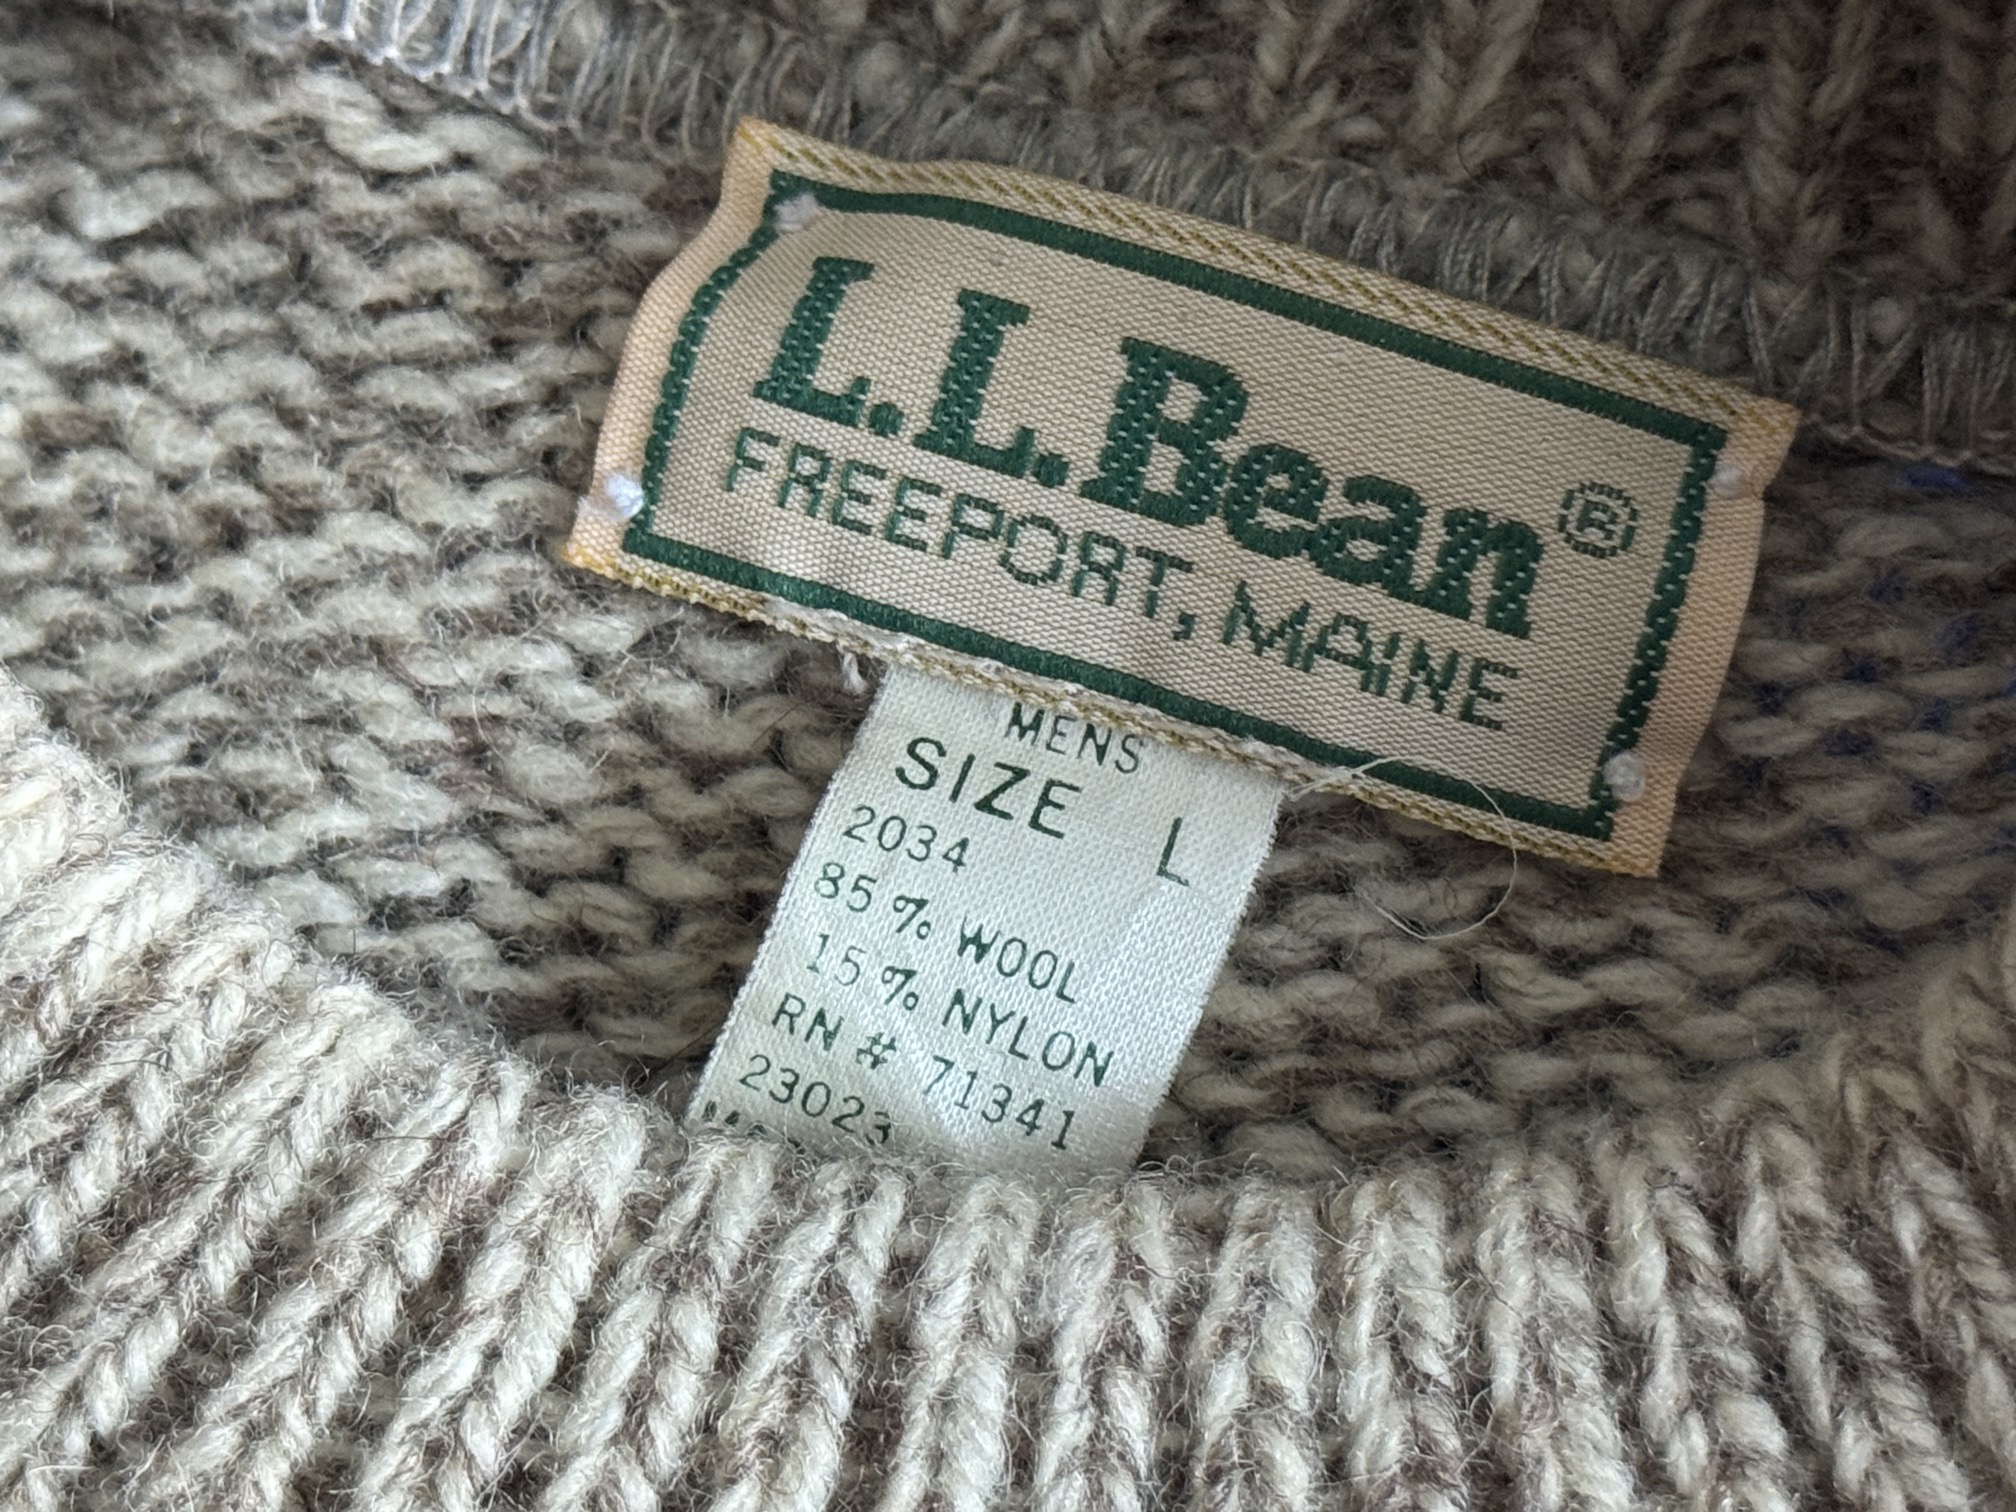 L.L.Bean®
FREEPORT, MAINE
MENS
SIZE L
2034
85% WOOL
15% NYLON
RN # 71341
23023